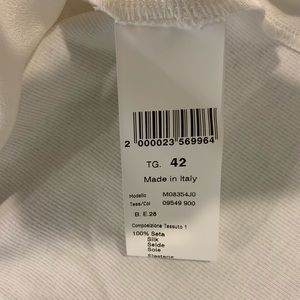 2 000023 569964
TG. 42
Made in Italy
Modello M08354J0
Tess/Col 09549 900
B. E.28
Composizione Tessuto 1
100% Seta
Silk
Seide
Soie
Elastene